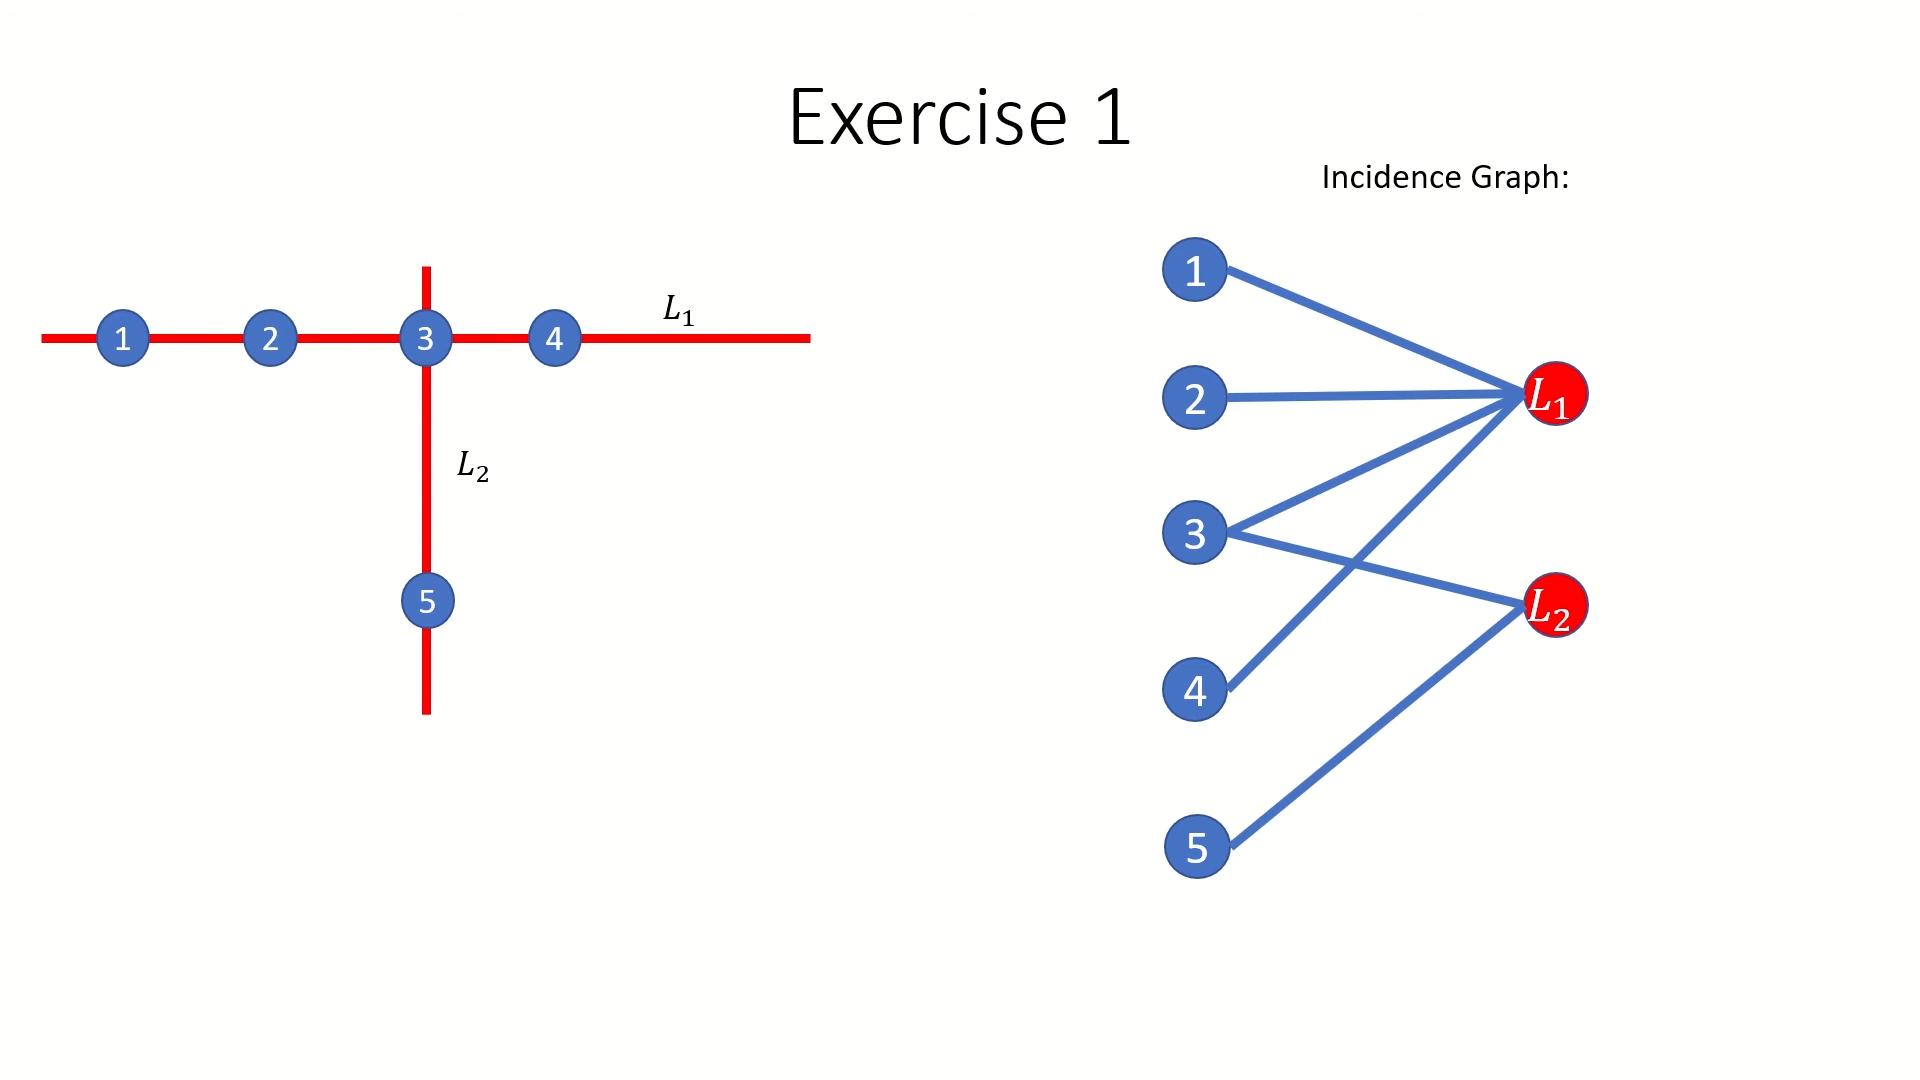 Exercise 1
Incidence Graph:
1 2 3 4 L₁
L₂
5
1
2
3
4
5
L₁
L₂